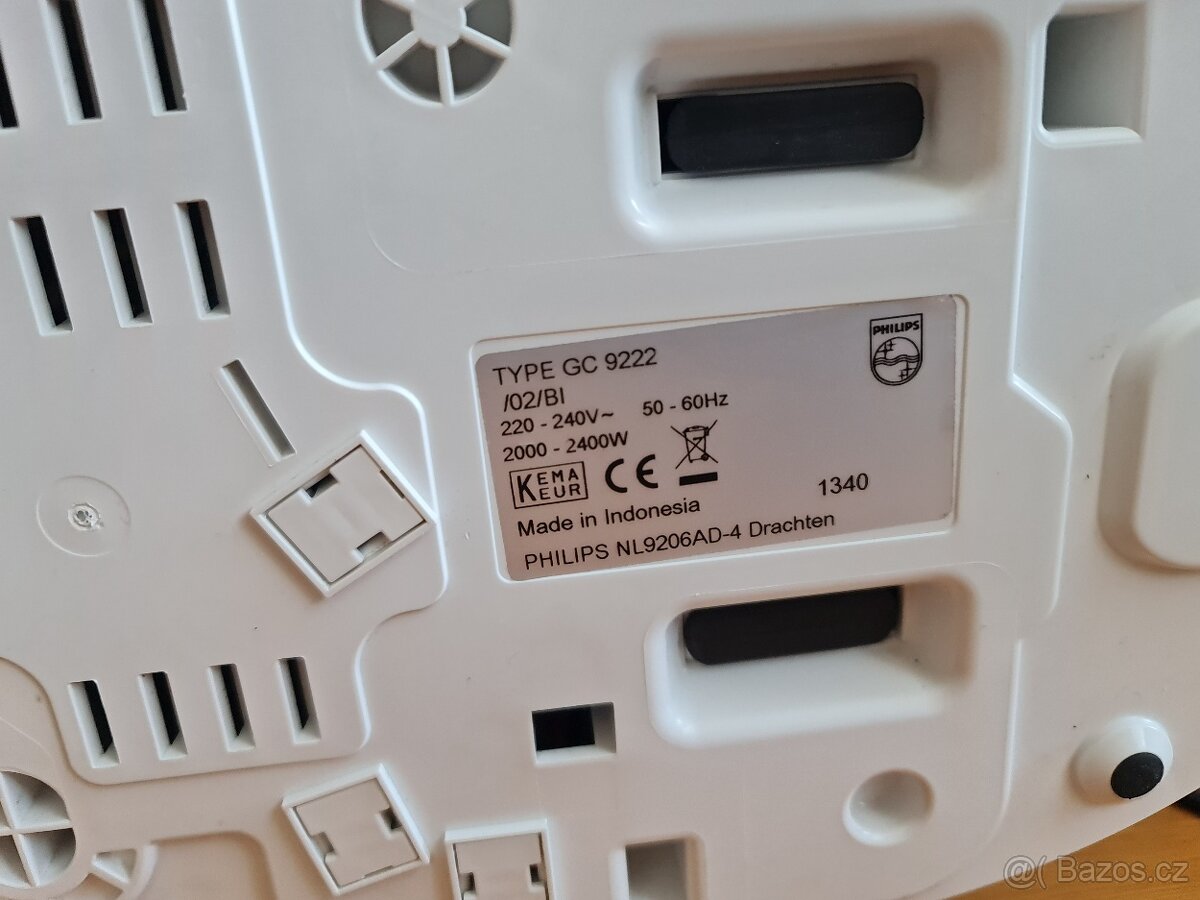 PHILIPS
TYPE GC 9222
/02/BI
220 - 240V~ 50 - 60Hz
2000 - 2400W
KEMA
KEUR
CE
1340
Made in Indonesia
PHILIPS NL9206AD-4 Drachten
@( Bazos.cz